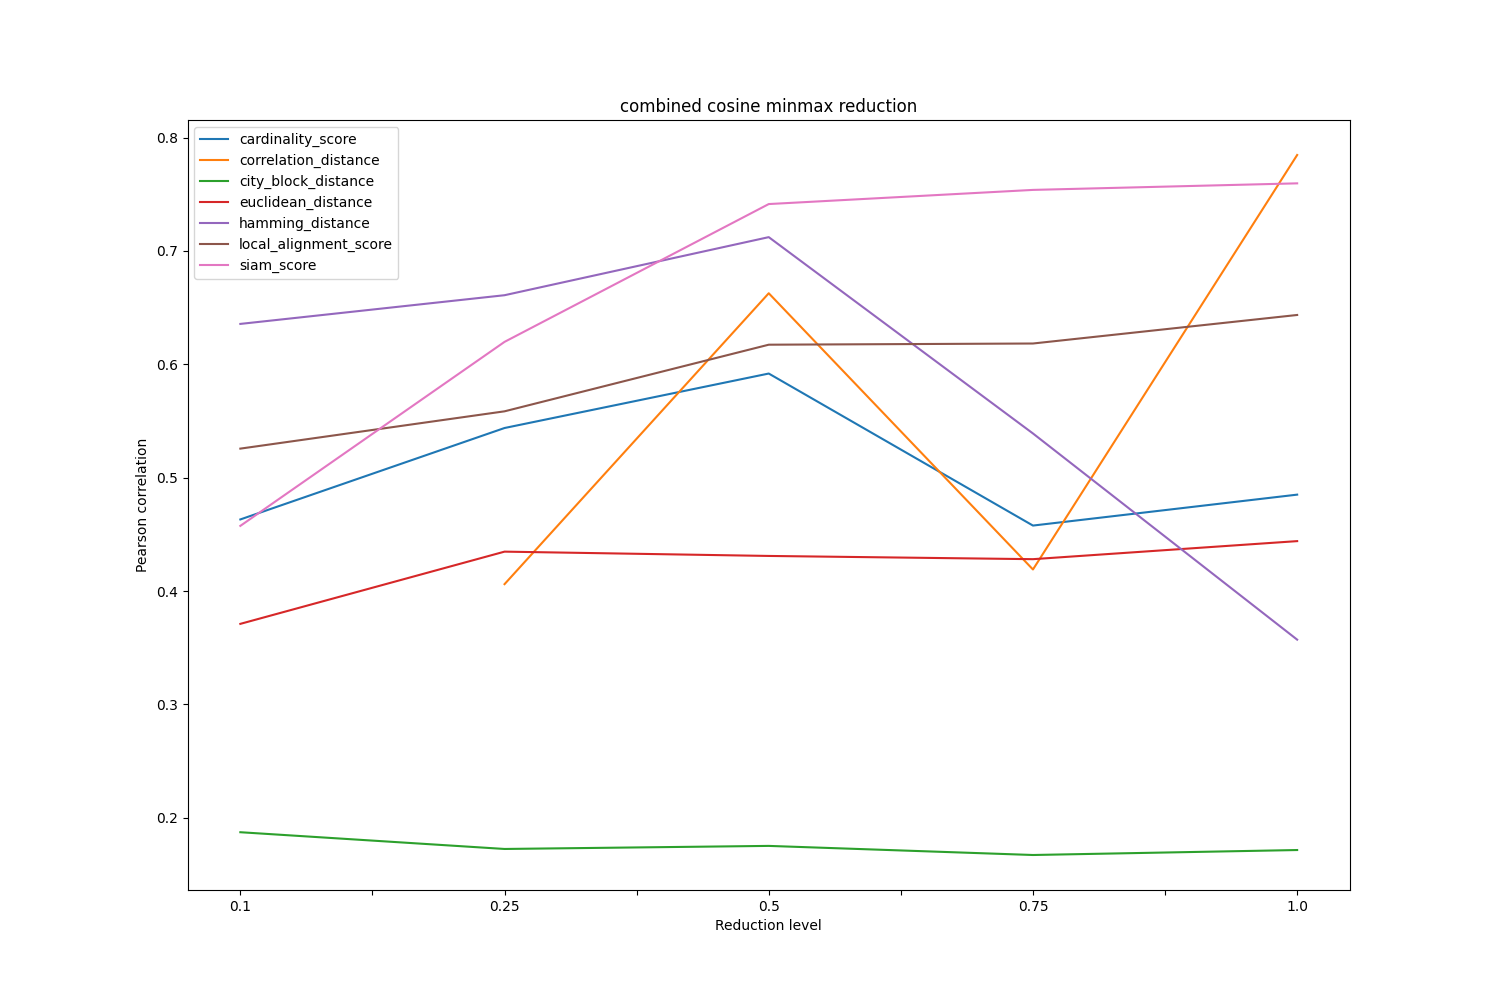 combined cosine minmax reduction
cardinality_score
correlation_distance
city_block_distance
euclidean_distance
hamming_distance
local_alignment_score
siam_score
0.8
0.7
0.6
0.5
0.4
0.3
0.2
Pearson correlation
0.1 0.25 0.5 0.75 1.0
Reduction level